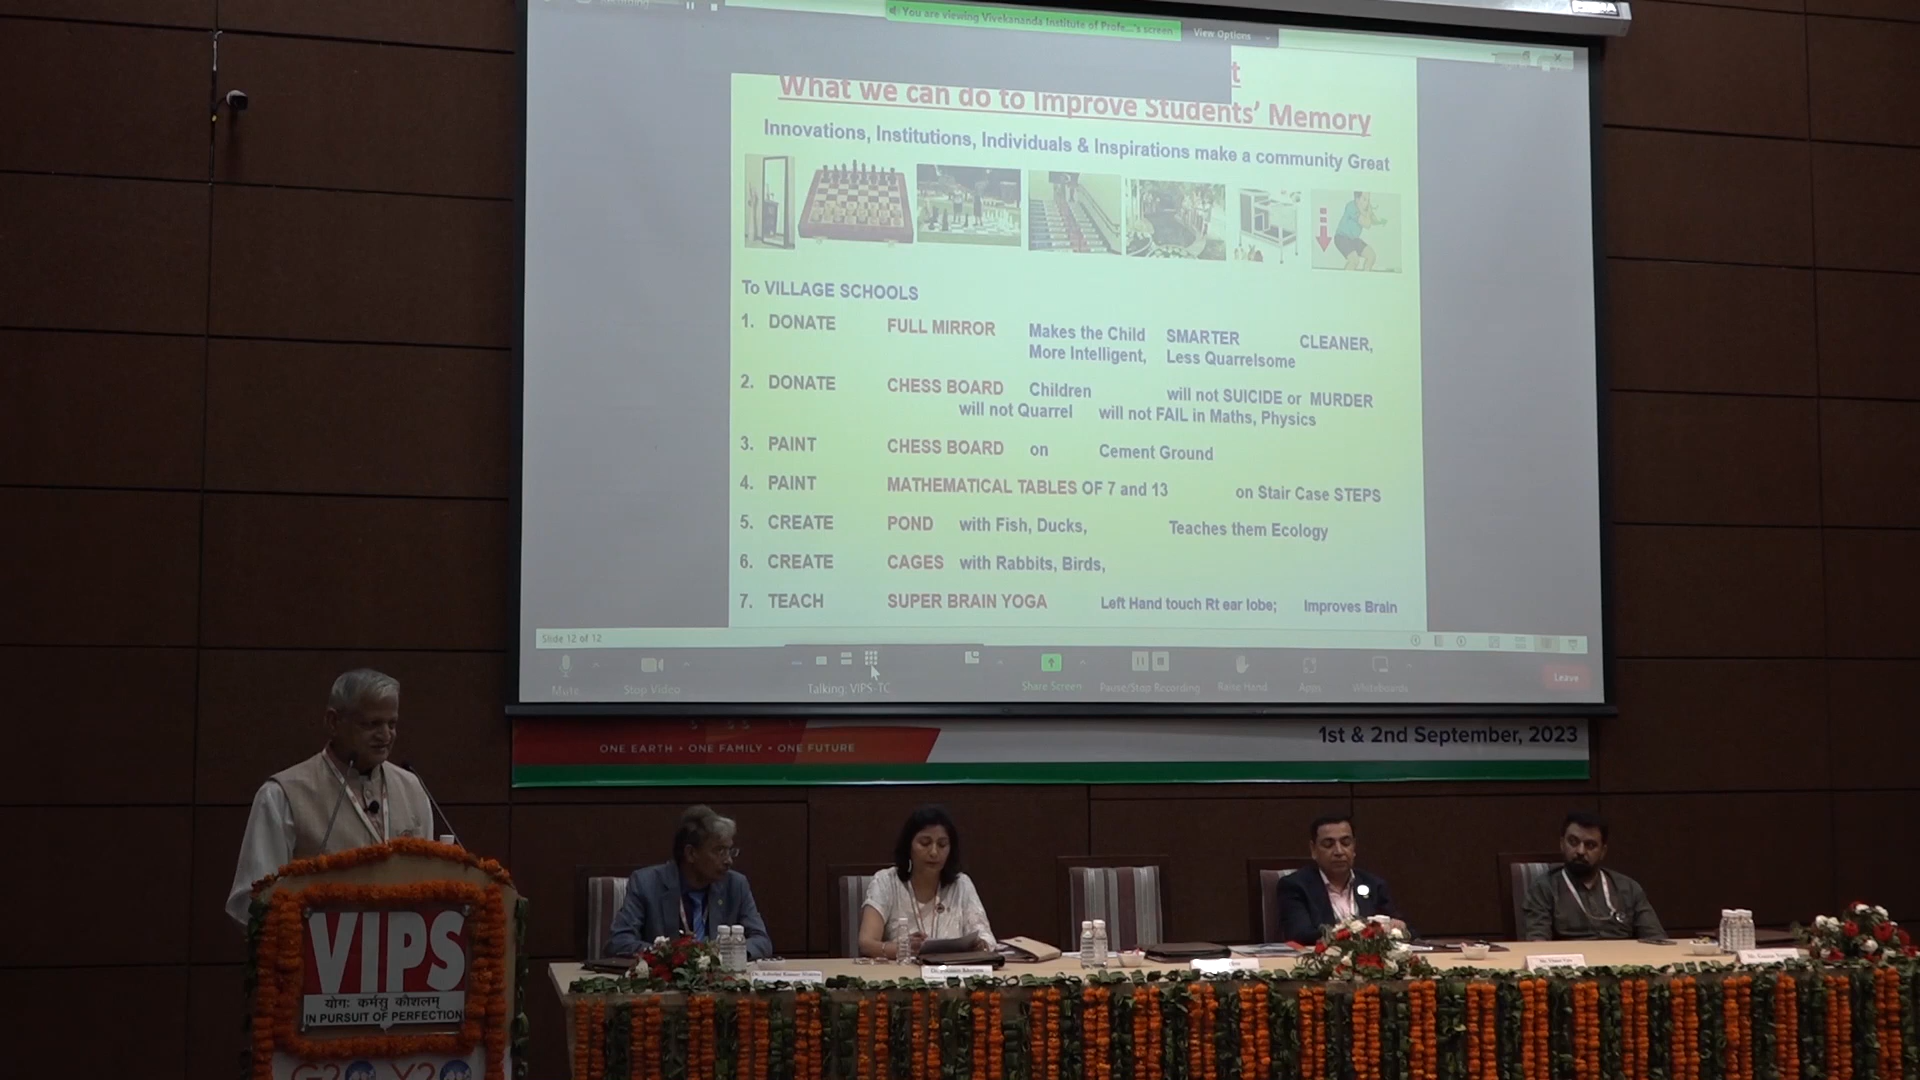 Recording
You are viewing Vivekananda Institute of Profe...'s screen
View Options
t
What we can do to Improve Students' Memory
Innovations, Institutions, Individuals & Inspirations make a community Great
To VILLAGE SCHOOLS
1. DONATE FULL MIRROR Makes the Child SMARTER CLEANER,
More Intelligent, Less Quarrelsome
2. DONATE CHESS BOARD Children will not SUICIDE or MURDER
will not Quarrel will not FAIL in Maths, Physics
3. PAINT CHESS BOARD on Cement Ground
4. PAINT MATHEMATICAL TABLES OF 7 and 13 on Stair Case STEPS
5. CREATE POND with Fish, Ducks, Teaches them Ecology
6. CREATE CAGES with Rabbits, Birds,
7. TEACH SUPER BRAIN YOGA Left Hand touch Rt ear lobe; Improves Brain
Slide 12 of 12
Mute
Stop Video
Talking: VIPS-TC
Share Screen
Pause/Stop Recording
Raise Hand
Apps
Whiteboards
Leave
ONE EARTH • ONE FAMILY • ONE FUTURE
1st & 2nd September, 2023
VIPS
योगः कर्मसु कौशलम्
IN PURSUIT OF PERFECTION